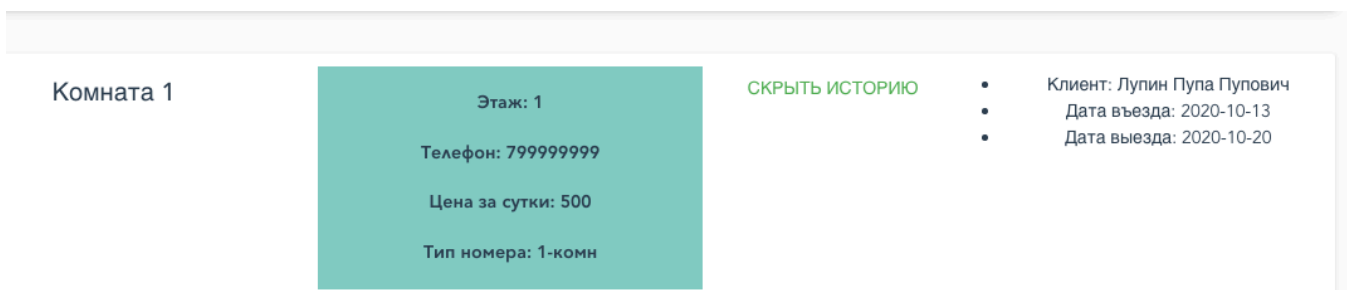 Комната 1
Этаж: 1
Телефон: 799999999
Цена за сутки: 500
Тип номера: 1-комн
СКРЫТЬ ИСТОРИЮ
• Клиент: Лупин Пупа Пупович
• Дата въезда: 2020-10-13
• Дата выезда: 2020-10-20